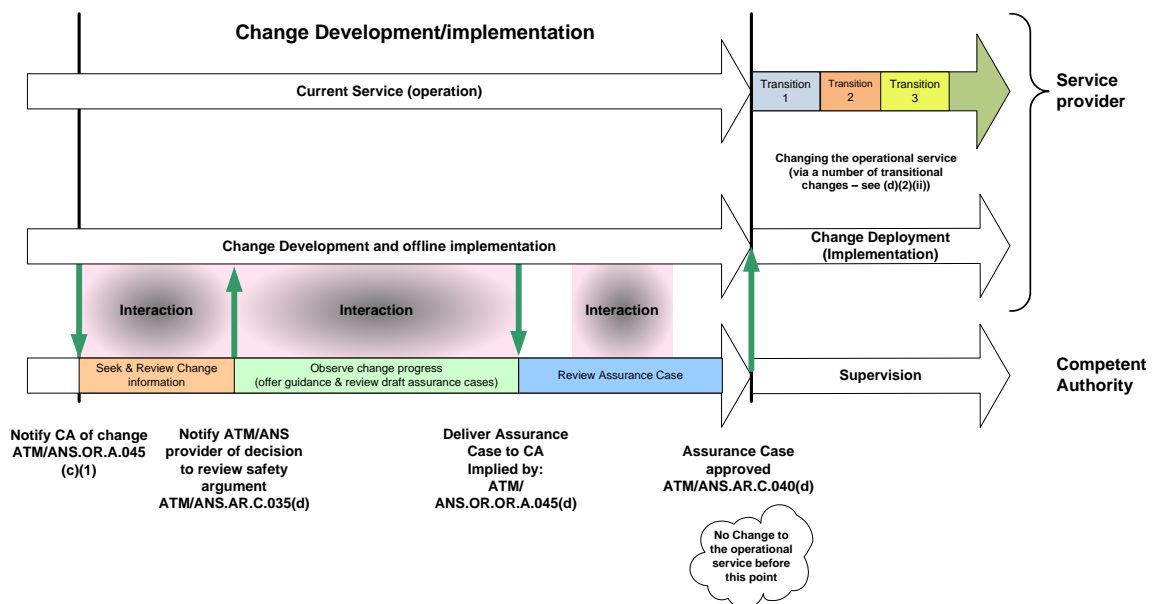 Change Development/implementation
Current Service (operation)
Transition
1
Transition
2
Transition
3
Service
provider
Changing the operational service
(via a number of transitional
changes – see (d)(2)(ii))
Change Development and offline implementation
Change Deployment
(Implementation)
Interaction
Interaction
Interaction
Seek & Review Change
information
Observe change progress
(offer guidance & review draft assurance cases)
Review Assurance Case
Supervision
Competent
Authority
Notify CA of change
ATM/ANS.OR.A.045
(c)(1)
Notify ATM/ANS
provider of decision
to review safety
argument
ATM/ANS.AR.C.035(d)
Deliver Assurance
Case to CA
Implied by:
ATM/
ANS.OR.OR.A.045(d)
Assurance Case
approved
ATM/ANS.AR.C.040(d)
No Change to
the operational
service before
this point